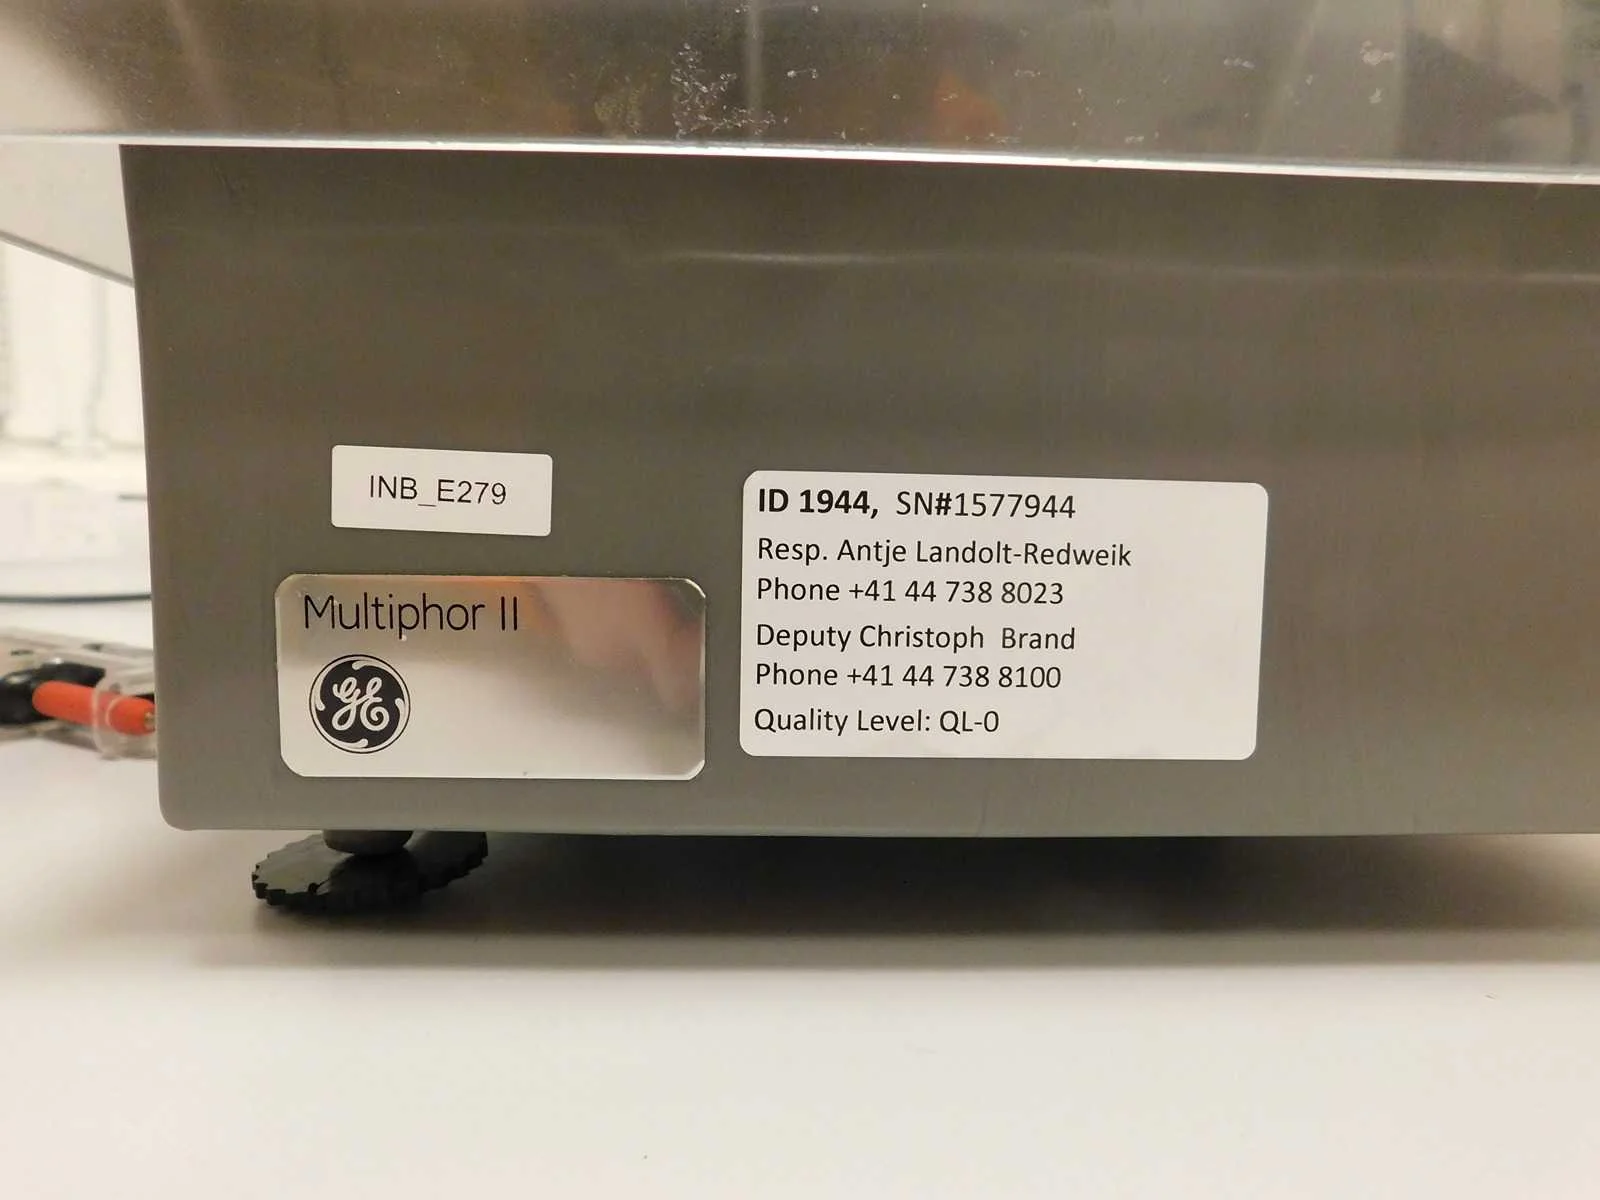 INB_E279
Multiphor II
GE
ID 1944, SN#1577944
Resp. Antje Landolt-Redweik
Phone +41 44 738 8023
Deputy Christoph Brand
Phone +41 44 738 8100
Quality Level: QL-0